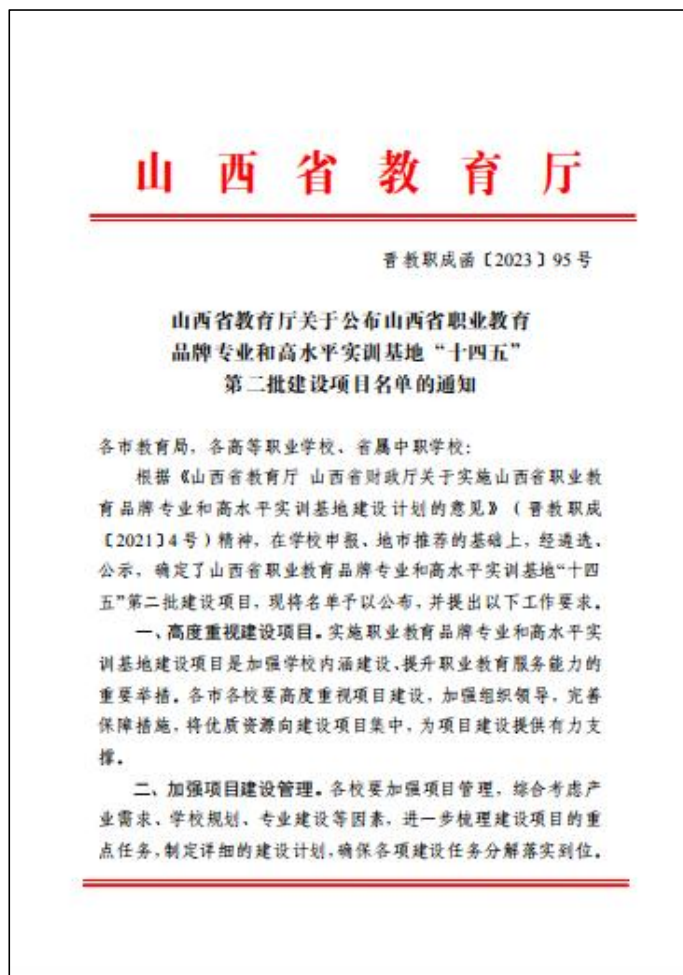 山西省教育厅
晋教职成函〔2023〕95号
山西省教育厅关于公布山西省职业教育
品牌专业和高水平实训基地“十四五”
第二批建设项目名单的通知
各市教育局，各高等职业学校、省属中职学校：
根据《山西省教育厅 山西省财政厅关于实施山西省职业教
育品牌专业和高水平实训基地建设计划的意见》（晋教职成
〔2021〕4号）精神，在学校申报、地市推荐的基础上，经遴选、
公示，确定了山西省职业教育品牌专业和高水平实训基地“十四
五”第二批建设项目，现将名单予以公布，并提出以下工作要求。
一、高度重视建设项目。实施职业教育品牌专业和高水平实
训基地建设项目是加强学校内涵建设、提升职业教育服务能力的
重要举措。各市各校要高度重视项目建设，加强组织领导，完善
保障措施，将优质资源向建设项目集中，为项目建设提供有力支
撑。
二、加强项目建设管理。各校要加强项目管理，综合考虑产
业需求、学校规划、专业建设等因素，进一步梳理建设项目的重
点任务，制定详细的建设计划，确保各项建设任务分解落实到位。